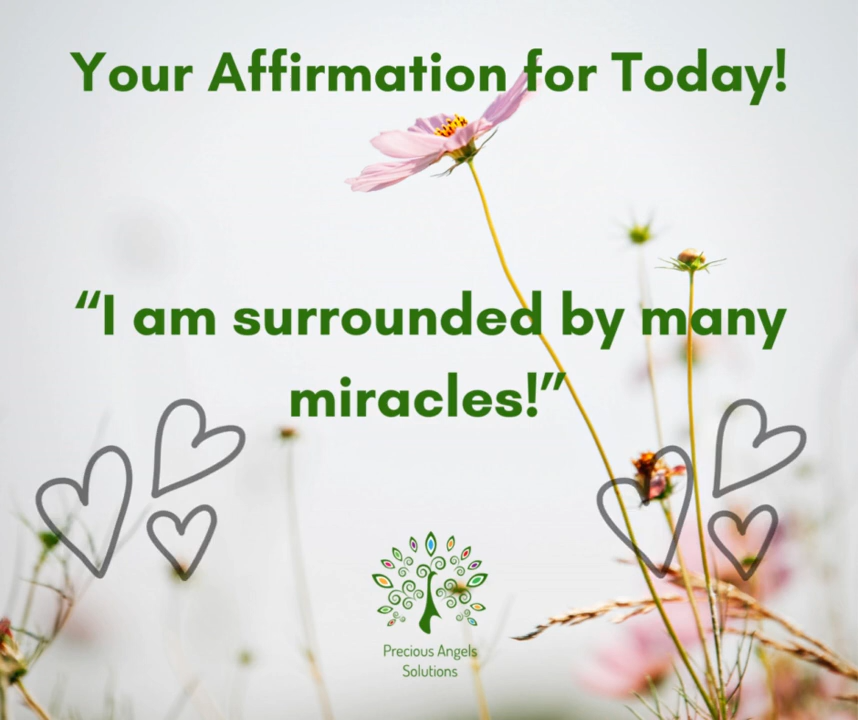 Your Affirmation for Today!
“I am surrounded by many
miracles!”
Precious Angels
Solutions